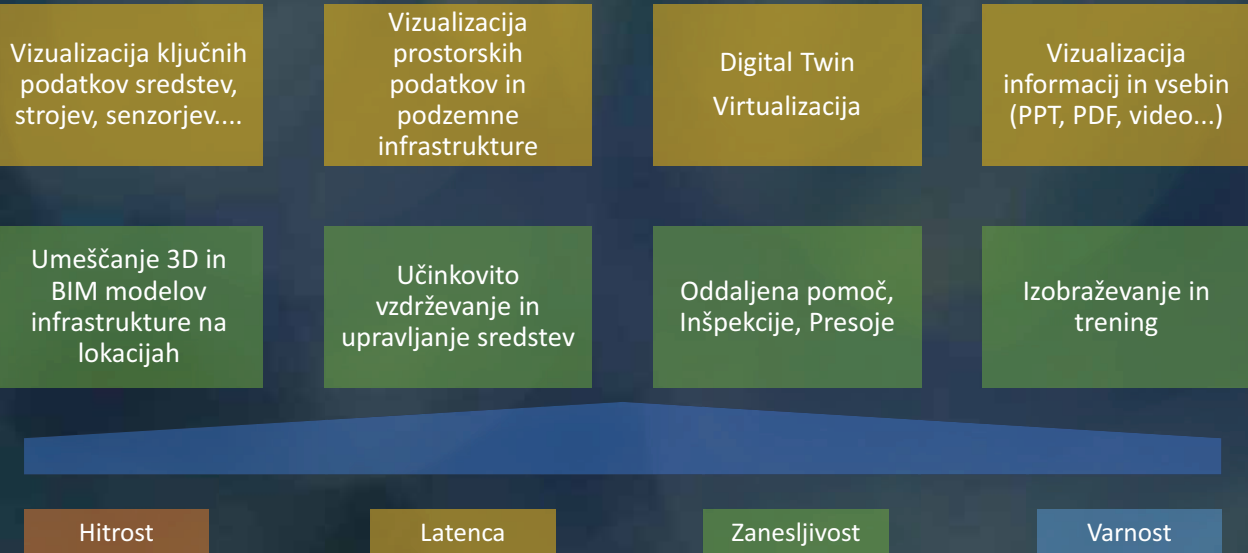 Vizualizacija ključnih
podatkov sredstev,
strojev, senzorjev....
Vizualizacija
prostorskih
podatkov in
podzemne
infrastrukture
Digital Twin
Virtualizacija
Vizualizacija
informacij in vsebin
(PPT, PDF, video...)
Umeščanje 3D in
BIM modelov
infrastrukture na
lokacijah
Učinkovito
vzdrževanje in
upravljanje sredstev
Oddaljena pomoč,
Inšpekcije, Presoje
Izobraževanje in
trening
Hitrost
Latenca
Zanesljivost
Varnost